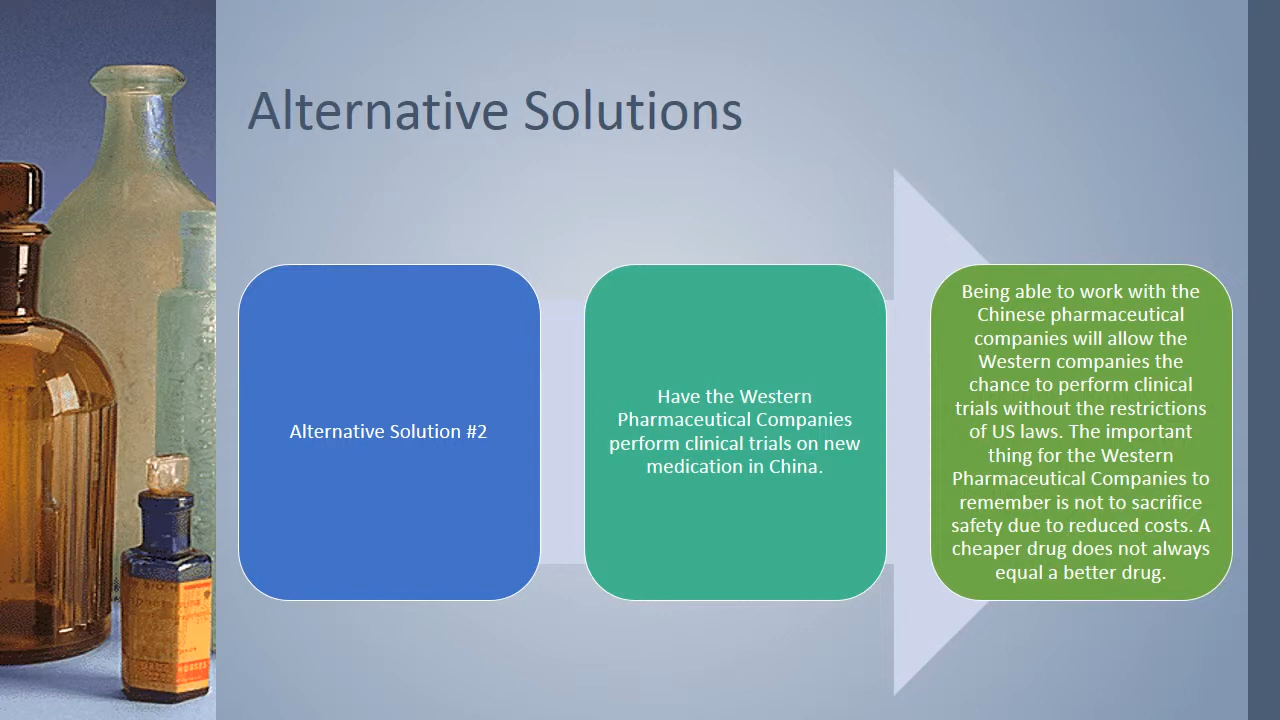 Alternative Solutions
Alternative Solution #2
Have the Western
Pharmaceutical Companies
perform clinical trials on new
medication in China.
Being able to work with the
Chinese pharmaceutical
companies will allow the
Western companies the
chance to perform clinical
trials without the restrictions
of US laws. The important
thing for the Western
Pharmaceutical Companies to
remember is not to sacrifice
safety due to reduced costs. A
cheaper drug does not always
equal a better drug.